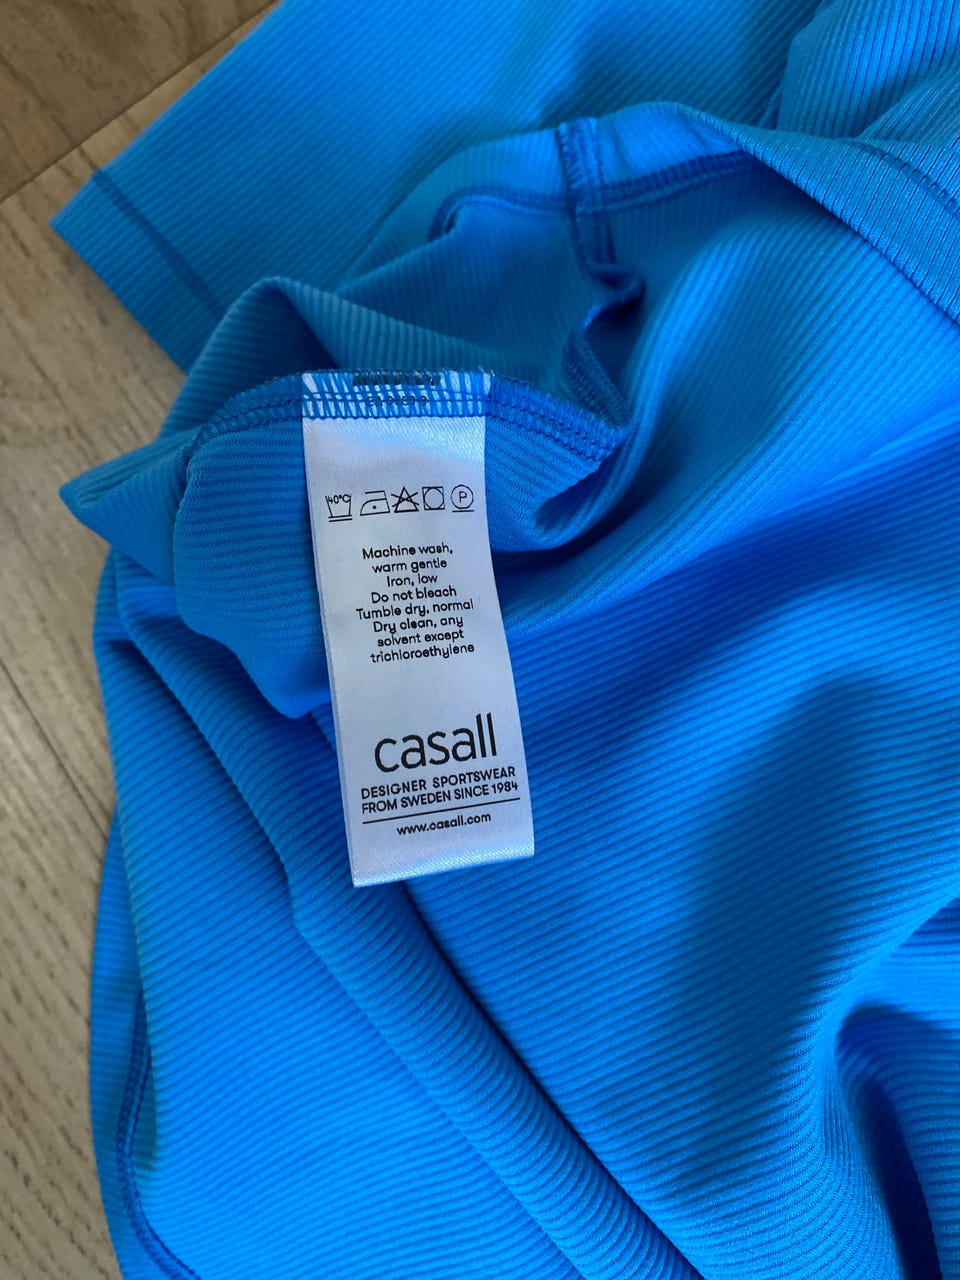 40°C P
Machine wash,
warm gentle
Iron, low
Do not bleach
Tumble dry, normal
Dry clean, any
solvent except
trichloroethylene
casall
DESIGNER SPORTSWEAR
FROM SWEDEN SINCE 1984
www.casall.com